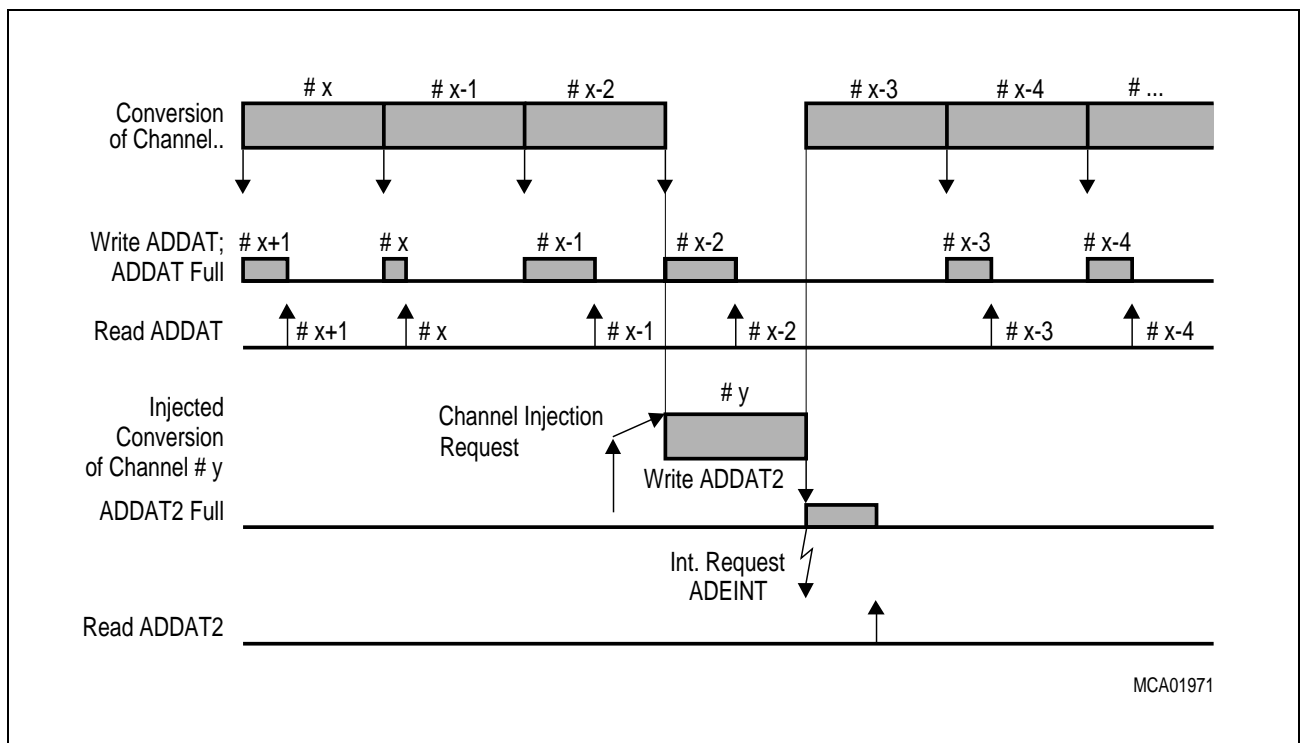 # x # x-1 # x-2 # x-3 # x-4 # ...
Conversion
of Channel..
Write ADDAT; # x+1 # x # x-1 # x-2 # x-3 # x-4
ADDAT Full
Read ADDAT # x+1 # x # x-1 # x-2 # x-3 # x-4
# y
Injected
Conversion
of Channel # y
Channel Injection
Request
Write ADDAT2
ADDAT2 Full
Int. Request
ADEINT
Read ADDAT2
MCA01971